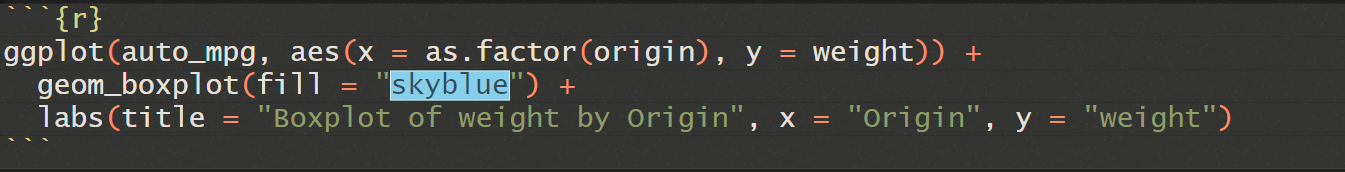 ```{r}
ggplot(auto_mpg, aes(x = as.factor(origin), y = weight)) +
  geom_boxplot(fill = "skyblue") +
  labs(title = "Boxplot of weight by Origin", x = "Origin", y = "weight")
```